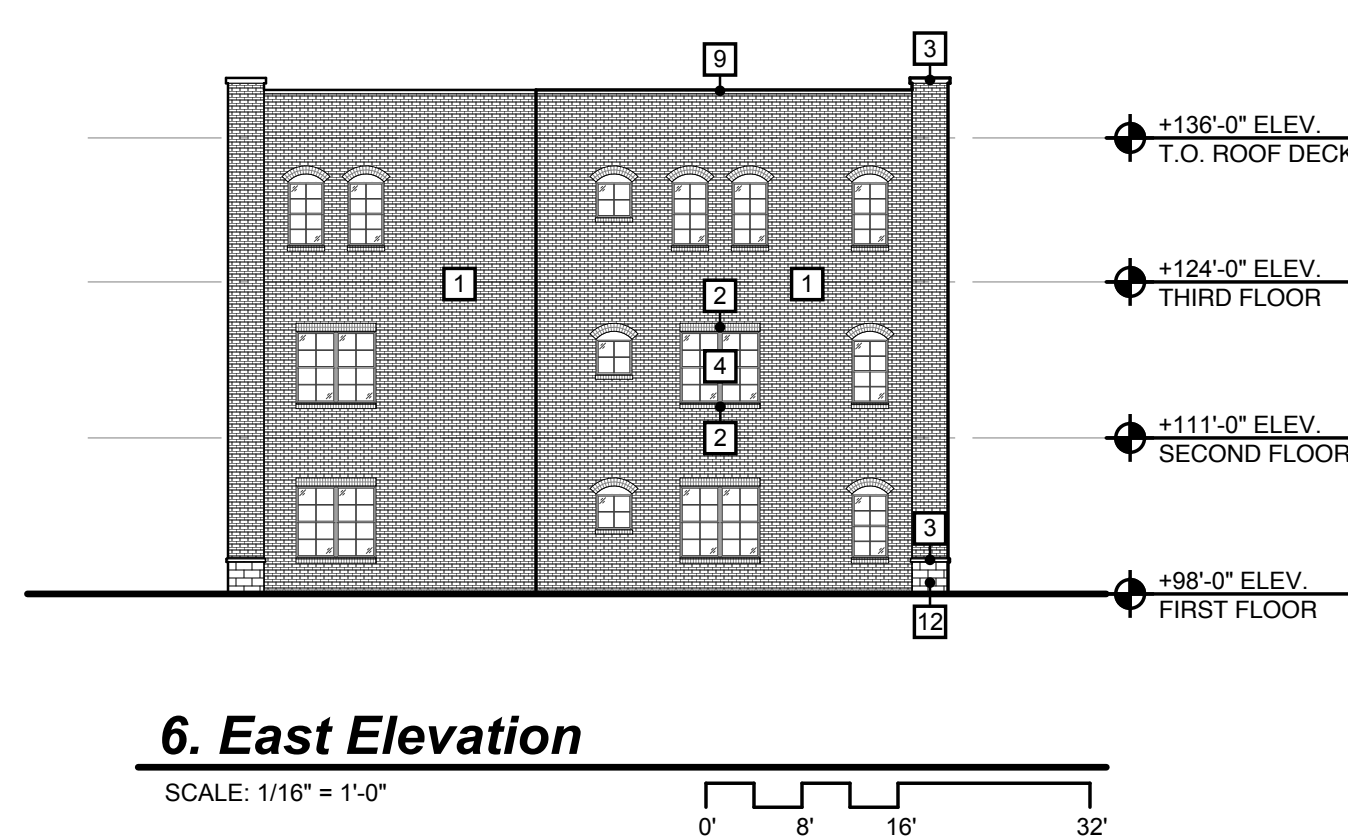 3
9
+136'-0" ELEV.
T.O. ROOF DECK
1
1
+124'-0" ELEV.
THIRD FLOOR
2
4
2
+111'-0" ELEV.
SECOND FLOOR
3
+98'-0" ELEV.
FIRST FLOOR
12
6. East Elevation
SCALE: 1/16" = 1'-0"
0' 8' 16' 32'